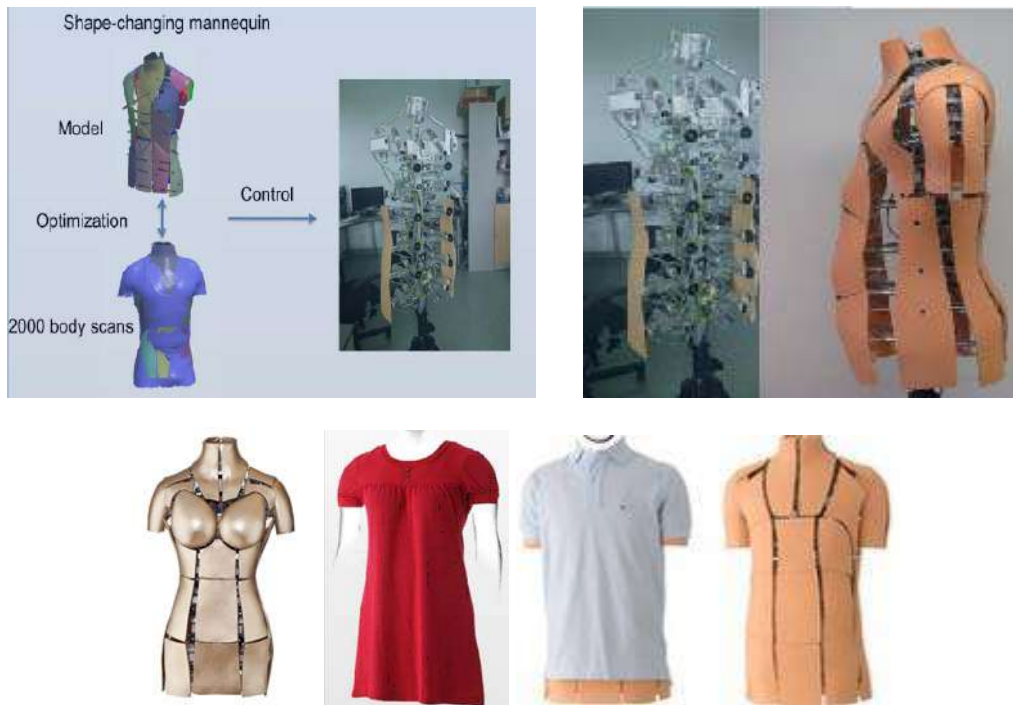 Shape-changing mannequin
Model
Optimization
Control
2000 body scans